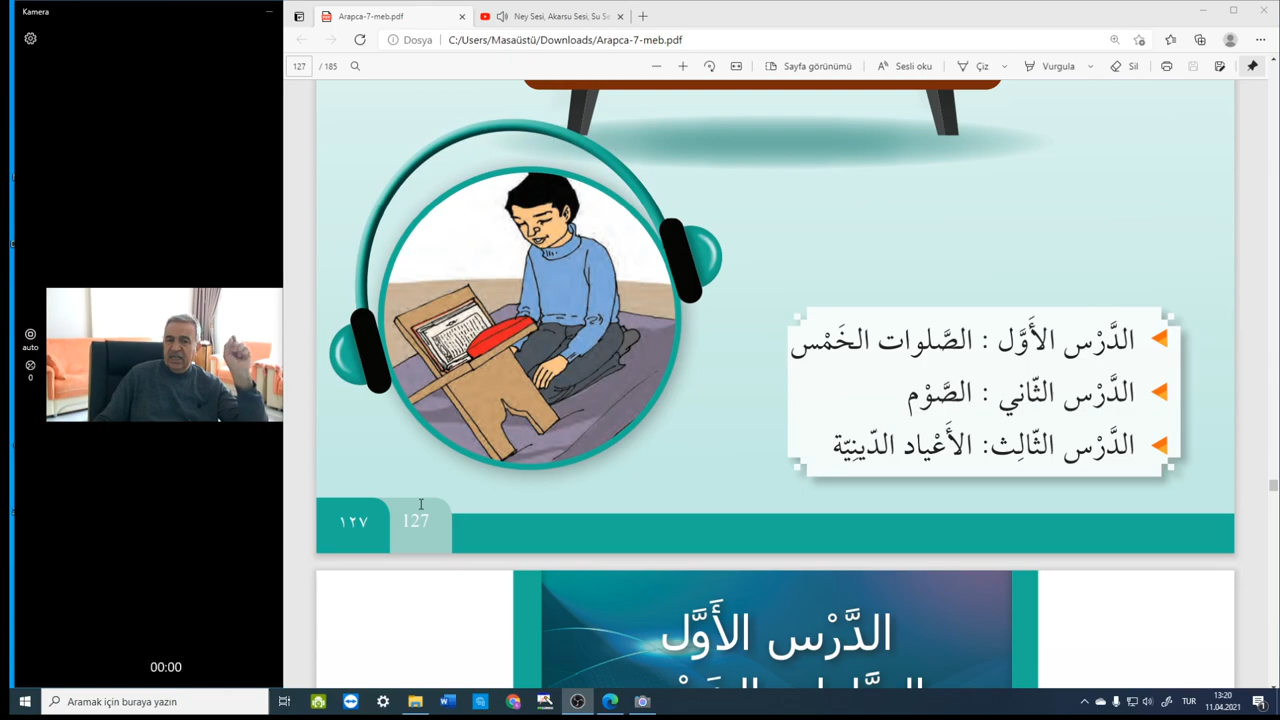 Kamera
Arapca-7-meb.pdf
Ney Sesi, Akarsu Sesi, Su Se
Dosya
C:/Users/Masaüstü/Downloads/Arapca-7-meb.pdf
127 / 185
Sayfa görünümü
Sesli oku
Çiz
Vurgula
Sil
auto
0
00:00
الدَّرْس الأَوَّل : الصَّلوات الخَمْس
الدَّرْس الثّاني : الصَّوْم
الدَّرْس الثّالِث: الأَعْياد الدّينِيّة
١٢٧
127
الدَّرْس الأَوَّل
Aramak için buraya yazın
TUR
13:20
11.04.2021